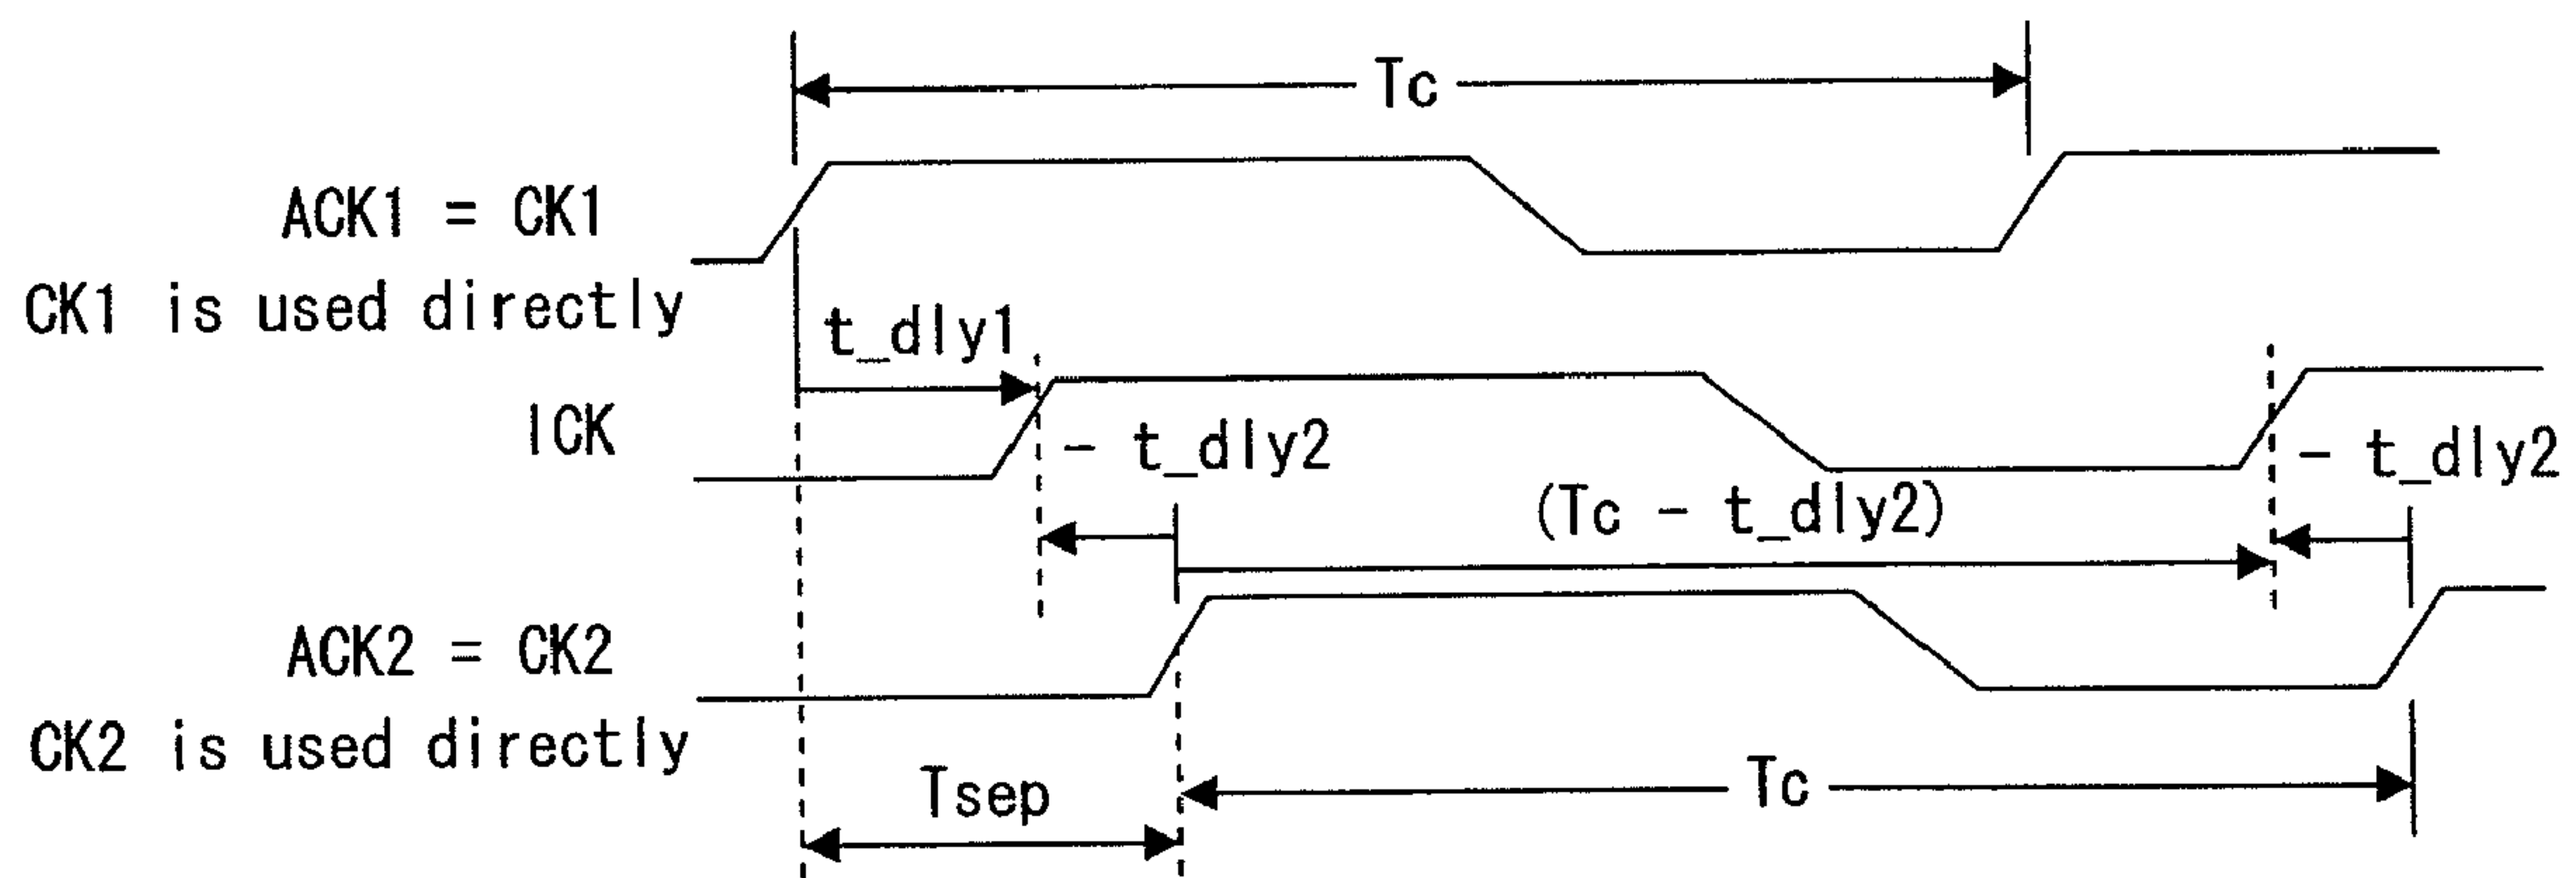 Tc
ACK1 = CK1
CK1 is used directly
t_dly1
ICK
- t_dly2
- t_dly2
(Tc - t_dly2)
ACK2 = CK2
CK2 is used directly
Tsep
Tc